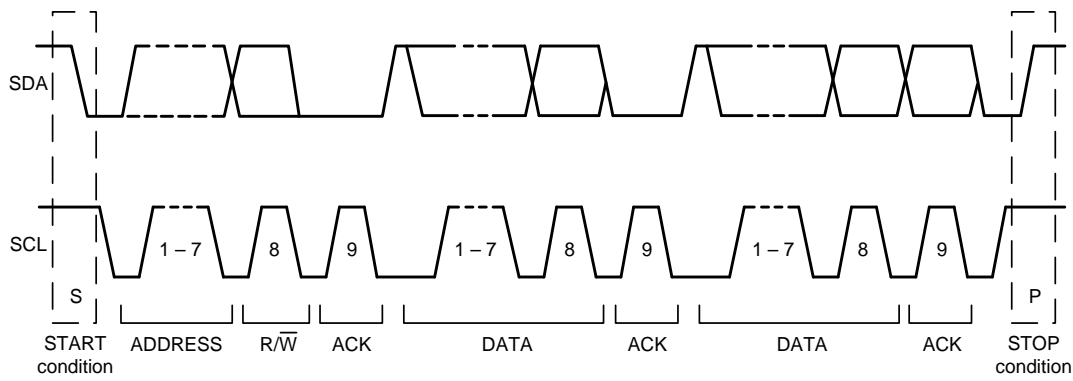 SDA
SCL
1 – 7 8 9 1 – 7 8 9 1 – 7 8 9
S P
START condition ADDRESS R/W̅ ACK DATA ACK DATA ACK STOP condition